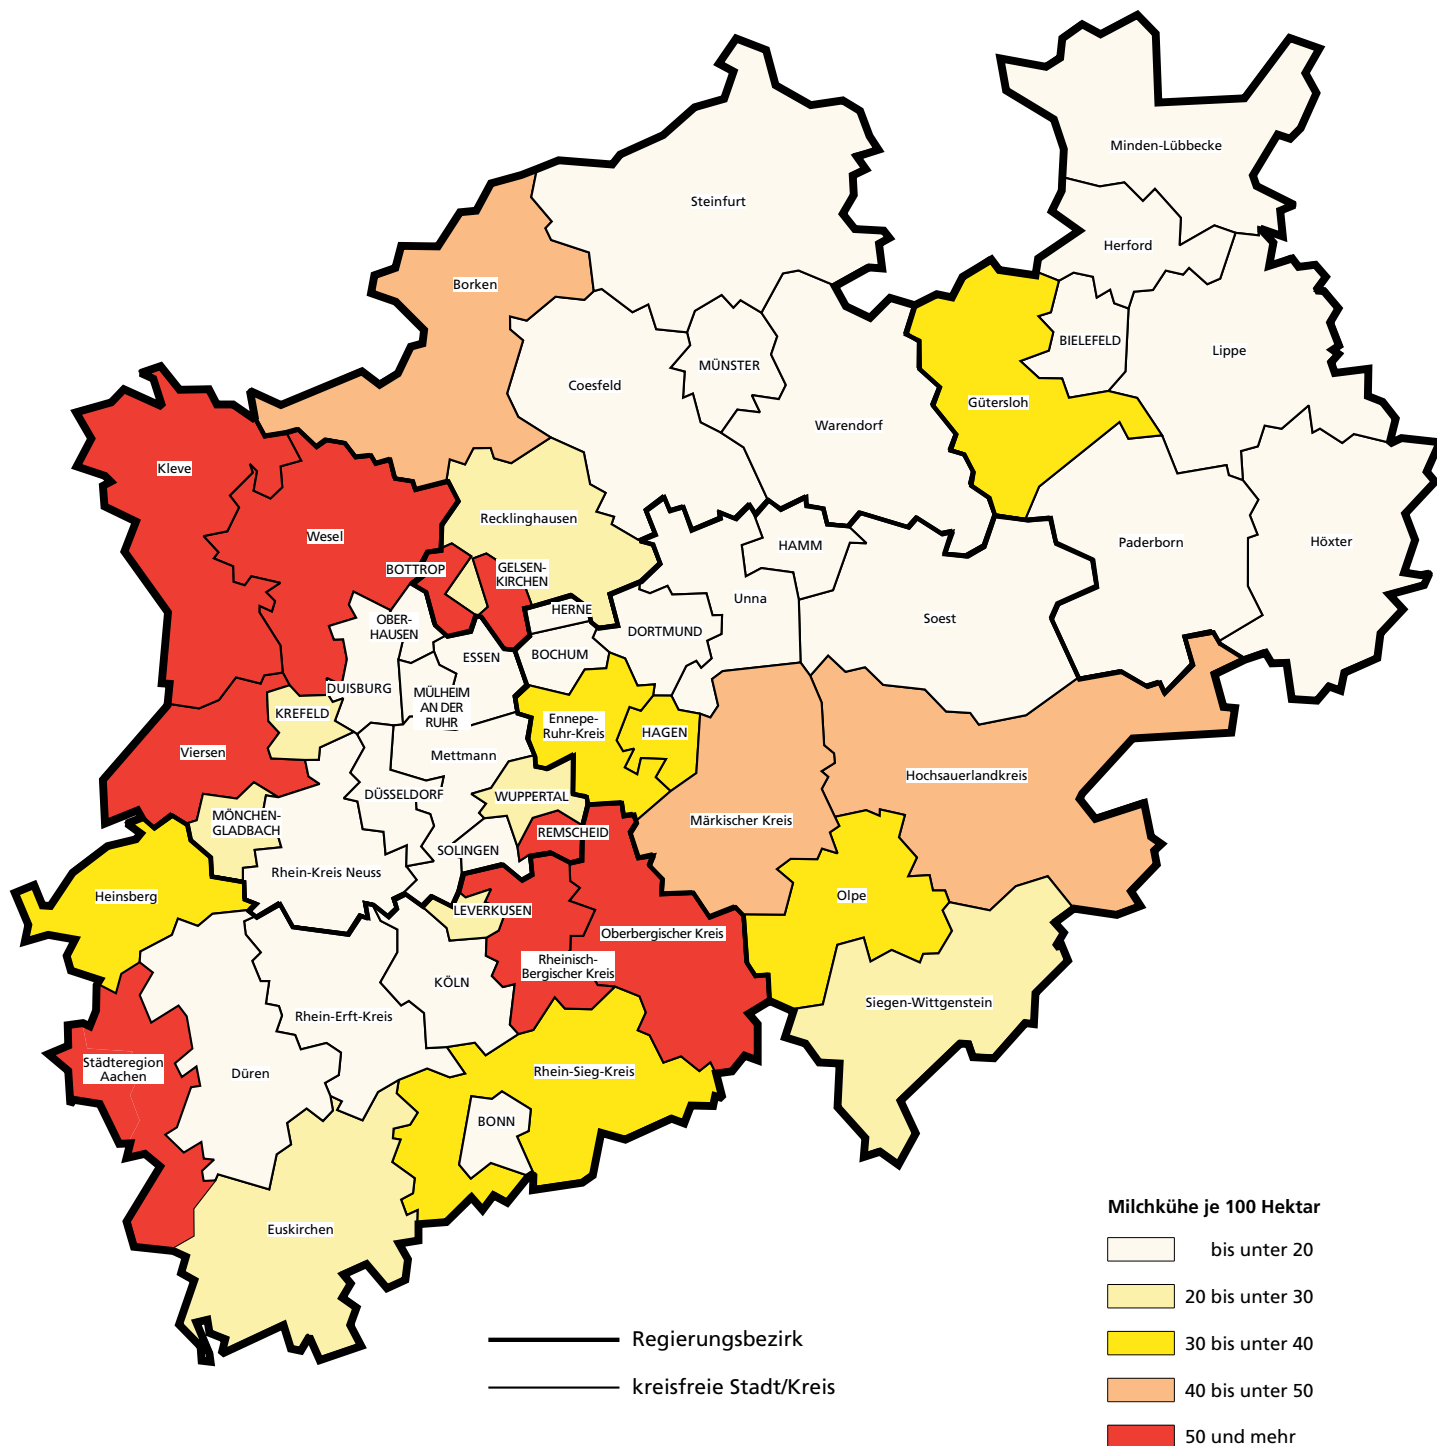 Minden-Lübbecke
Steinfurt
Herford
Borken
BIELEFELD
Lippe
MÜNSTER
Coesfeld
Gütersloh
Warendorf
Kleve
Recklinghausen
Wesel
HAMM
Paderborn
Höxter
BOTTROP
GELSEN-
KIRCHEN
Unna
HERNE
Soest
OBER-
HAUSEN
DORTMUND
ESSEN
BOCHUM
DUISBURG
MÜLHEIM
AN DER
RUHR
KREFELD
Ennepe-
Ruhr-Kreis
HAGEN
Viersen
Mettmann
Hochsauerlandkreis
DÜSSELDORF
WUPPERTAL
MÖNCHEN-
GLADBACH
Märkischer Kreis
REMSCHEID
SOLINGEN
Rhein-Kreis Neuss
Heinsberg
Olpe
LEVERKUSEN
Oberbergischer Kreis
Rheinisch-
Bergischer Kreis
KÖLN
Siegen-Wittgenstein
Rhein-Erft-Kreis
Städteregion
Aachen
Düren
Rhein-Sieg-Kreis
BONN
Euskirchen
Milchkühe je 100 Hektar
bis unter 20
20 bis unter 30
30 bis unter 40
40 bis unter 50
50 und mehr
Regierungsbezirk
kreisfreie Stadt/Kreis